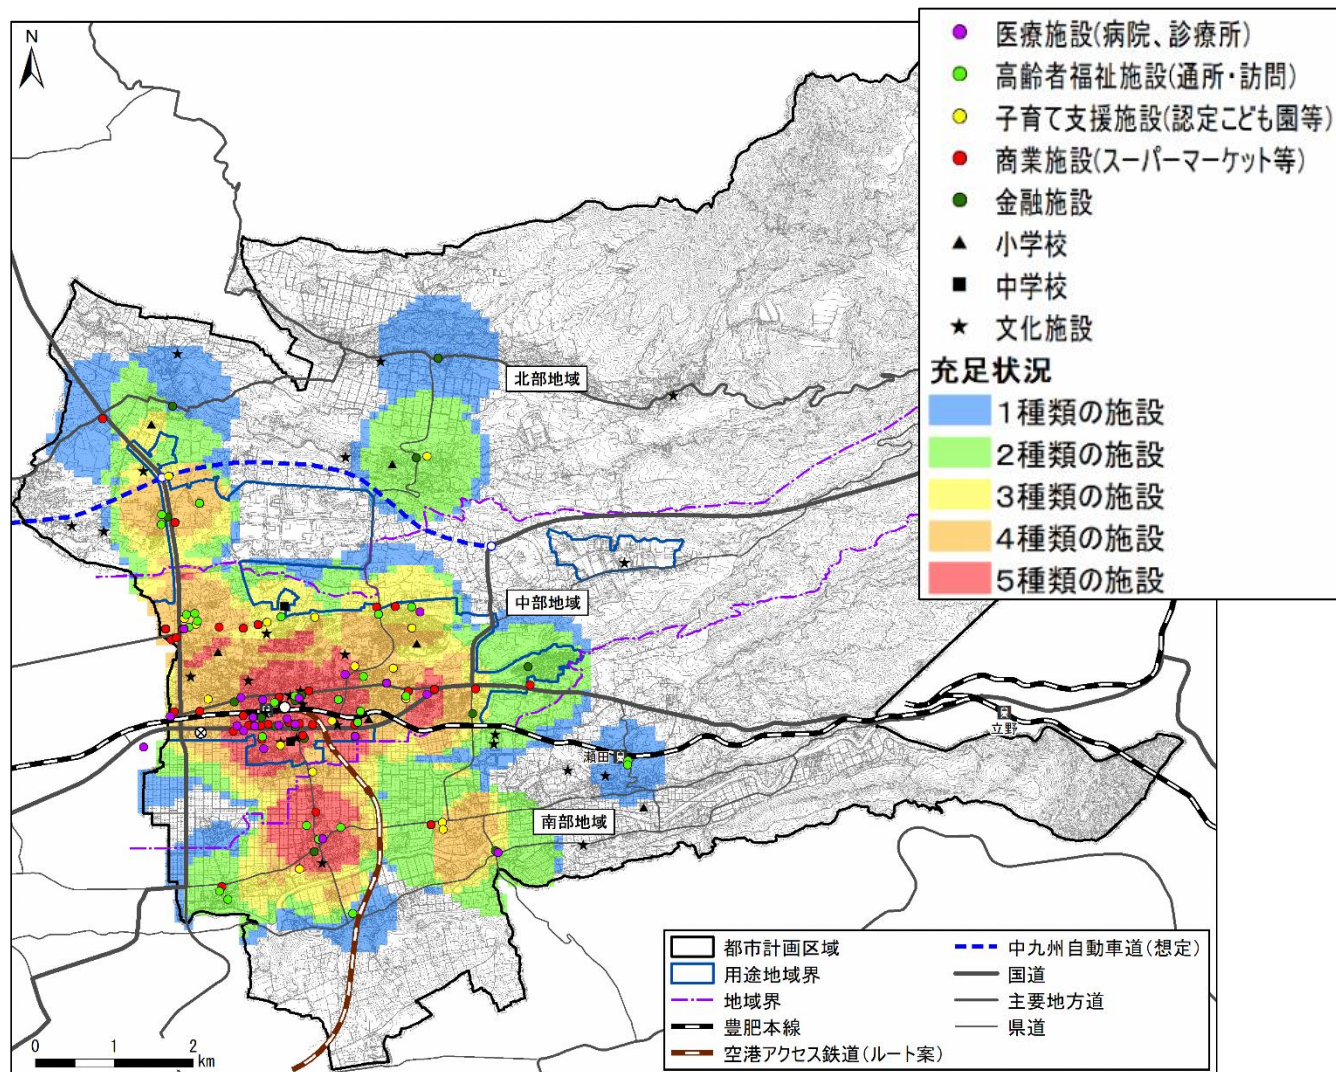 N
医療施設(病院、診療所)
高齢者福祉施設(通所・訪問)
子育て支援施設(認定こども園等)
商業施設(スーパーマーケット等)
金融施設
小学校
中学校
文化施設
充足状況
1種類の施設
2種類の施設
3種類の施設
4種類の施設
5種類の施設
北部地域
中部地域
立野
瀬田
南部地域
都市計画区域
用途地域界
地域界
豊肥本線
空港アクセス鉄道(ルート案)
中九州自動車道(想定)
国道
主要地方道
県道
0 1 2
km